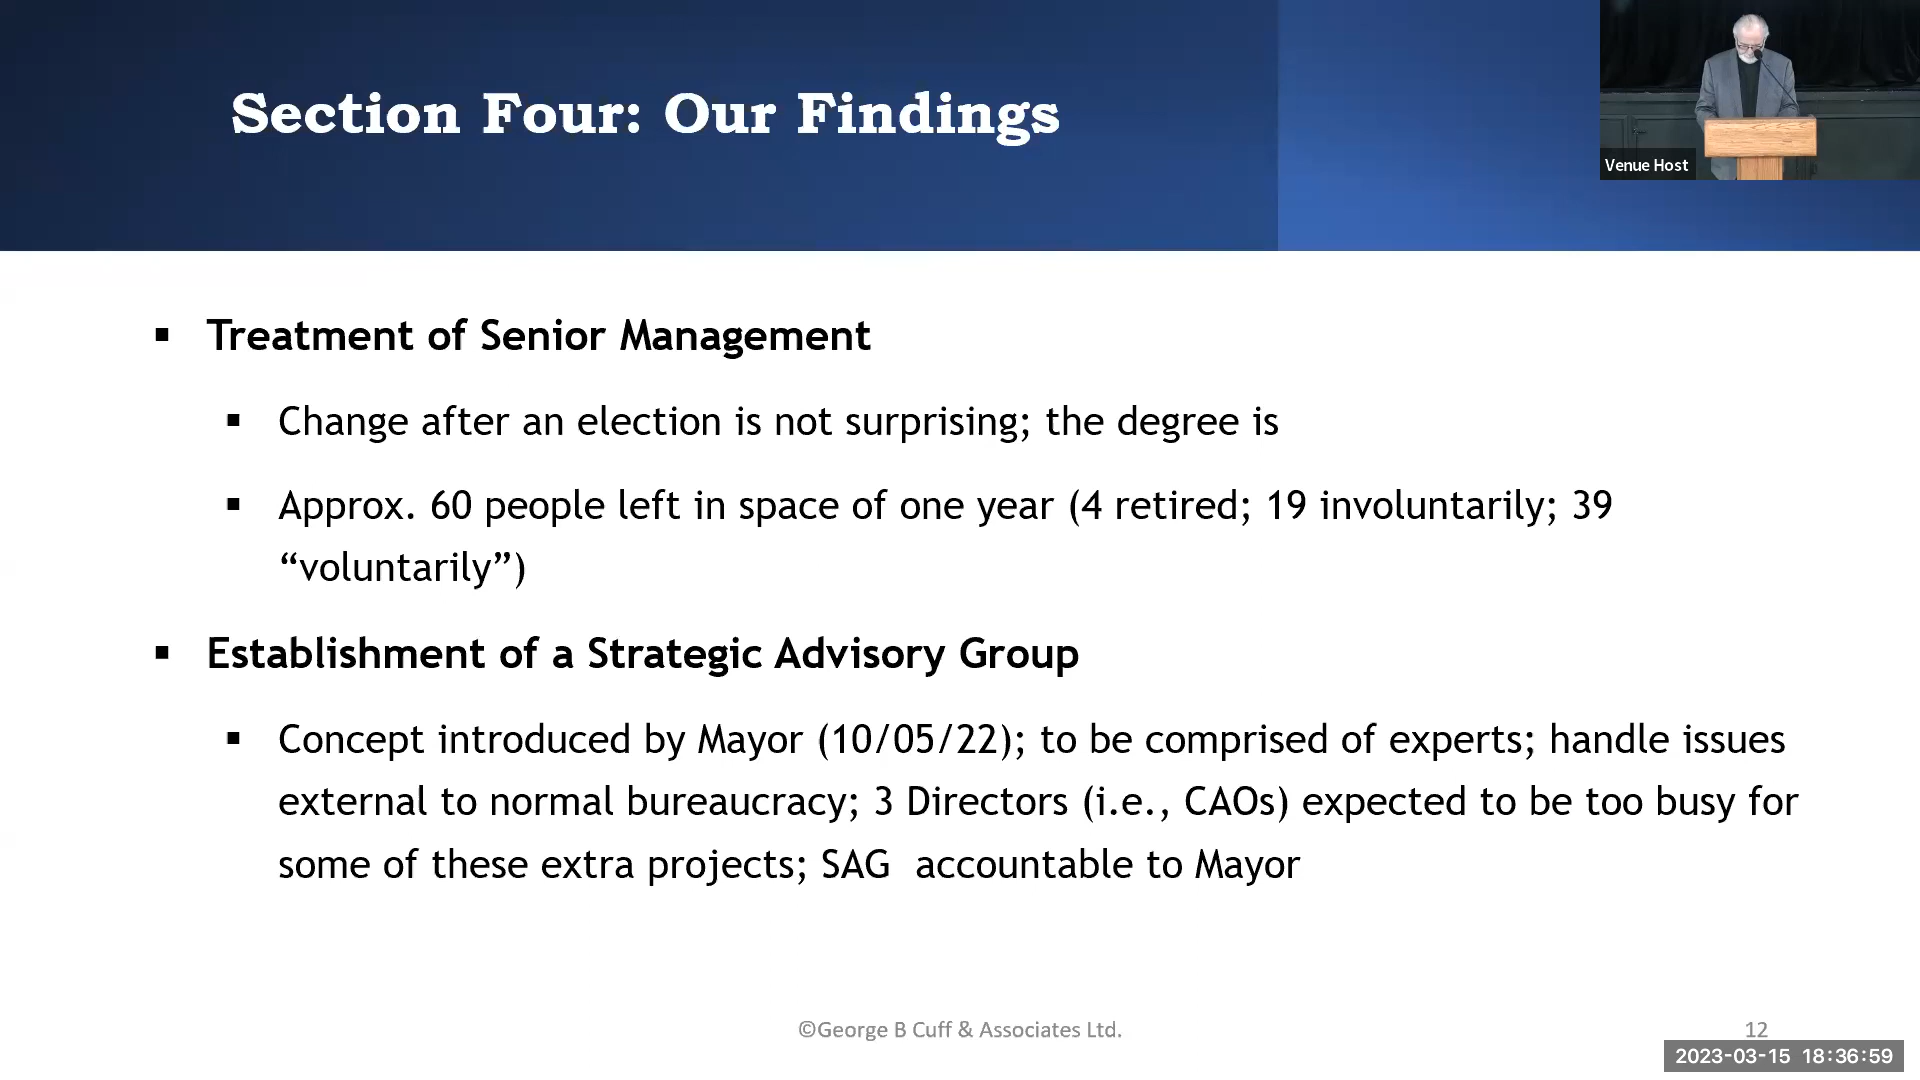 Section Four: Our Findings
Venue Host
▪ Treatment of Senior Management
▪ Change after an election is not surprising; the degree is
▪ Approx. 60 people left in space of one year (4 retired; 19 involuntarily; 39
“voluntarily”)
▪ Establishment of a Strategic Advisory Group
▪ Concept introduced by Mayor (10/05/22); to be comprised of experts; handle issues
external to normal bureaucracy; 3 Directors (i.e., CAOs) expected to be too busy for
some of these extra projects; SAG  accountable to Mayor
©George B Cuff & Associates Ltd.
12
2023-03-15 18:36:59